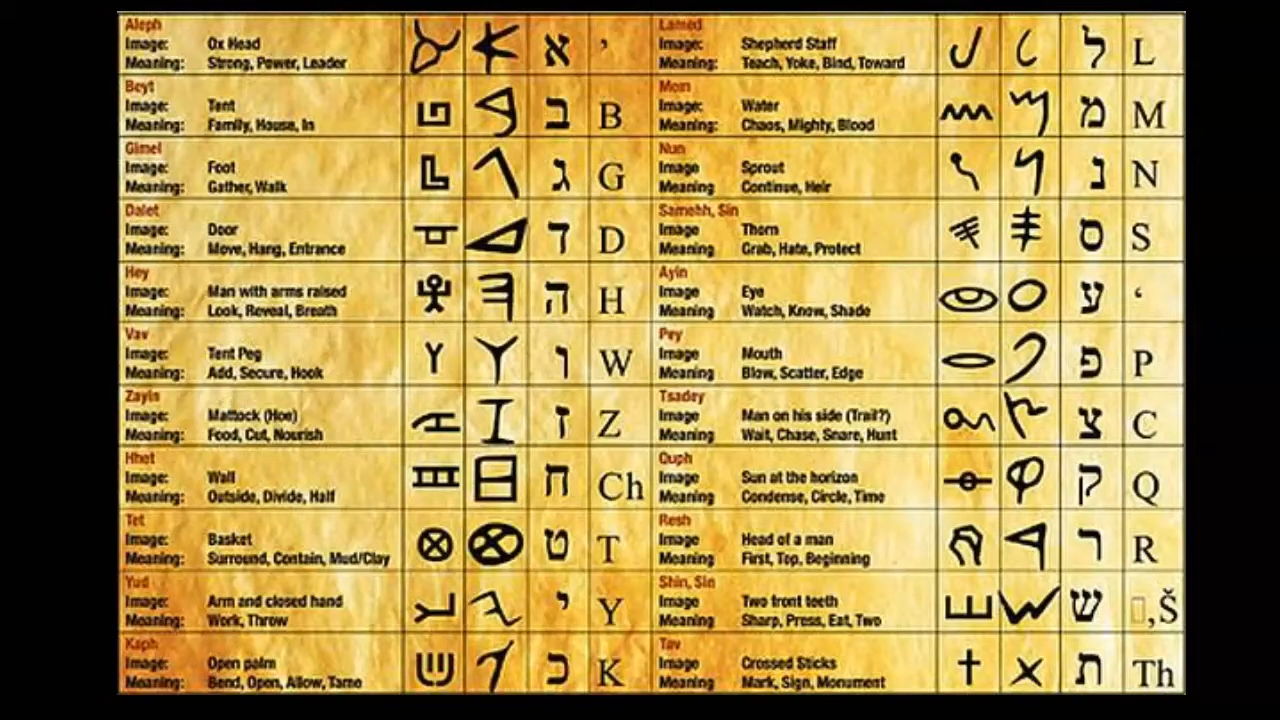 Aleph
Image: Ox Head א ’
Meaning: Strong, Power, Leader
Beyt
Image: Tent ב B
Meaning: Family, House, In
Gimel
Image: Foot ג G
Meaning: Gather, Walk
Dalet
Image: Door ד D
Meaning: Move, Hang, Entrance
Hey
Image: Man with arms raised ה H
Meaning: Look, Reveal, Breath
Vav
Image: Tent Peg ו W
Meaning: Add, Secure, Hook
Zayin
Image: Mattock (Hoe) ז Z
Meaning: Food, Cut, Nourish
Hhet
Image: Wall ח Ch
Meaning: Outside, Divide, Half
Tet
Image: Basket ט T
Meaning: Surround, Contain, Mud/Clay
Yud
Image: Arm and closed hand י Y
Meaning: Work, Throw
Kaph
Image: Open palm כ K
Meaning: Bend, Open, Allow, Tame
Lamed
Image: Shepherd Staff ל L
Meaning: Teach, Yoke, Bind, Toward
Mem
Image: Water מ M
Meaning: Chaos, Mighty, Blood
Nun
Image: Sprout נ N
Meaning Continue, Heir
Samehh, Sin
Image Thorn ס S
Meaning Grab, Hate, Protect
Ayin
Image Eye ע ‘
Meaning Watch, Know, Shade
Pey
Image Mouth פ P
Meaning Blow, Scatter, Edge
Tsadey
Image Man on his side (Trail?) צ C
Meaning Wait, Chase, Snare, Hunt
Quph
Image Sun at the horizon ק Q
Meaning Condense, Circle, Time
Resh
Image Head of a man ר R
Meaning First, Top, Beginning
Shin, Sin
Image Two front teeth ש ,Š
Meaning Sharp, Press, Eat, Two
Tav
Image Crossed Sticks ת Th
Meaning Mark, Sign, Monument